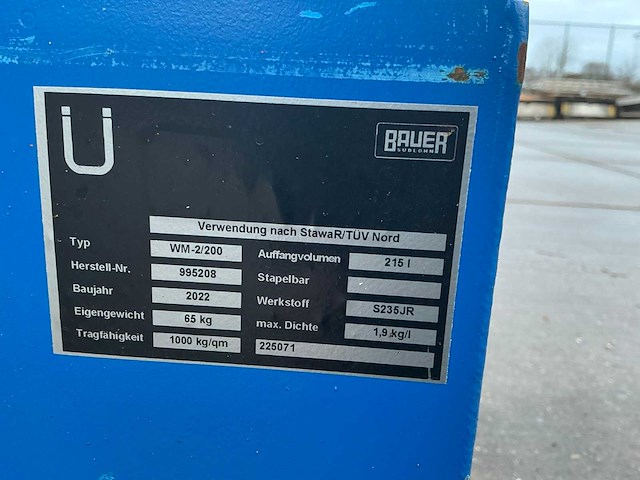 Ü
BAUER
SÜDLOHN
Verwendung nach StawaR/TÜV Nord
Typ WM-2/200
Herstell-Nr. 995208
Baujahr 2022
Eigengewicht 65 kg
Tragfähigkeit 1000 kg/qm
Auffangvolumen 215 l
Stapelbar
Werkstoff S235JR
max. Dichte 1,9 kg/l
225071